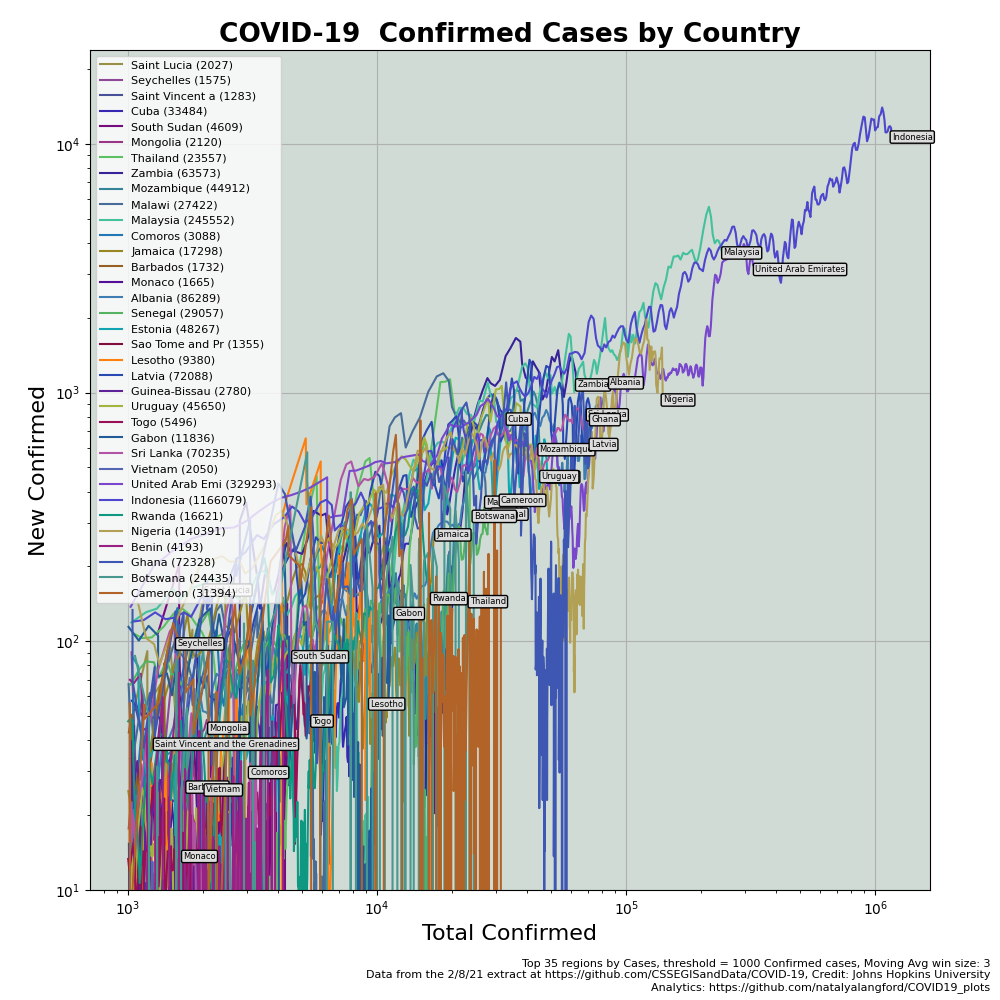 COVID-19 Confirmed Cases by Country
Saint Lucia (2027)
Seychelles (1575)
Saint Vincent a (1283)
Cuba (33484)
South Sudan (4609)
Mongolia (2120)
Thailand (23557)
Zambia (63573)
Mozambique (44912)
Malawi (27422)
Malaysia (245552)
Comoros (3088)
Jamaica (17298)
Barbados (1732)
Monaco (1665)
Albania (86289)
Senegal (29057)
Estonia (48267)
Sao Tome and Pr (1355)
Lesotho (9380)
Latvia (72088)
Guinea-Bissau (2780)
Uruguay (45650)
Togo (5496)
Gabon (11836)
Sri Lanka (70235)
Vietnam (2050)
United Arab Emi (329293)
Indonesia (1166079)
Rwanda (16621)
Nigeria (140391)
Benin (4193)
Ghana (72328)
Botswana (24435)
Cameroon (31394)
10⁴
10³
10²
10¹
New Confirmed
Indonesia
Malaysia
United Arab Emirates
Zambia
Albania
Nigeria
Cuba
Ghana
Latvia
Mozambique
Uruguay
Cameroon
Botswana
Jamaica
Rwanda
Thailand
Gabon
Seychelles
South Sudan
Lesotho
Togo
Mongolia
Saint Vincent and the Grenadines
Comoros
Vietnam
Monaco
10³
10⁴
10⁵
10⁶
Total Confirmed
Top 35 regions by Cases, threshold = 1000 Confirmed cases, Moving Avg win size: 3
Data from the 2/8/21 extract at https://github.com/CSSEGISandData/COVID-19, Credit: Johns Hopkins University
Analytics: https://github.com/natalyalangford/COVID19_plots